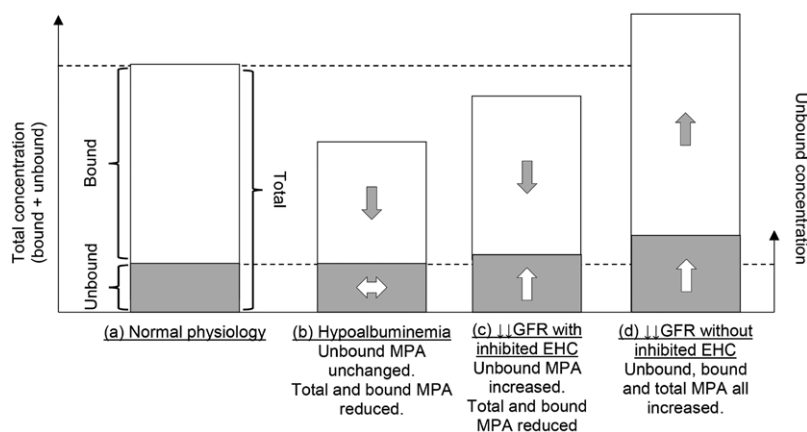 Total concentration
(bound + unbound)
Bound
Unbound
Total
Unbound concentration
(a) Normal physiology
(b) Hypoalbuminemia
Unbound MPA
unchanged.
Total and bound MPA
reduced.
(c) ↓↓GFR with
inhibited EHC
Unbound MPA
increased.
Total and bound
MPA reduced
(d) ↓↓GFR without
inhibited EHC
Unbound, bound
and total MPA all
increased.